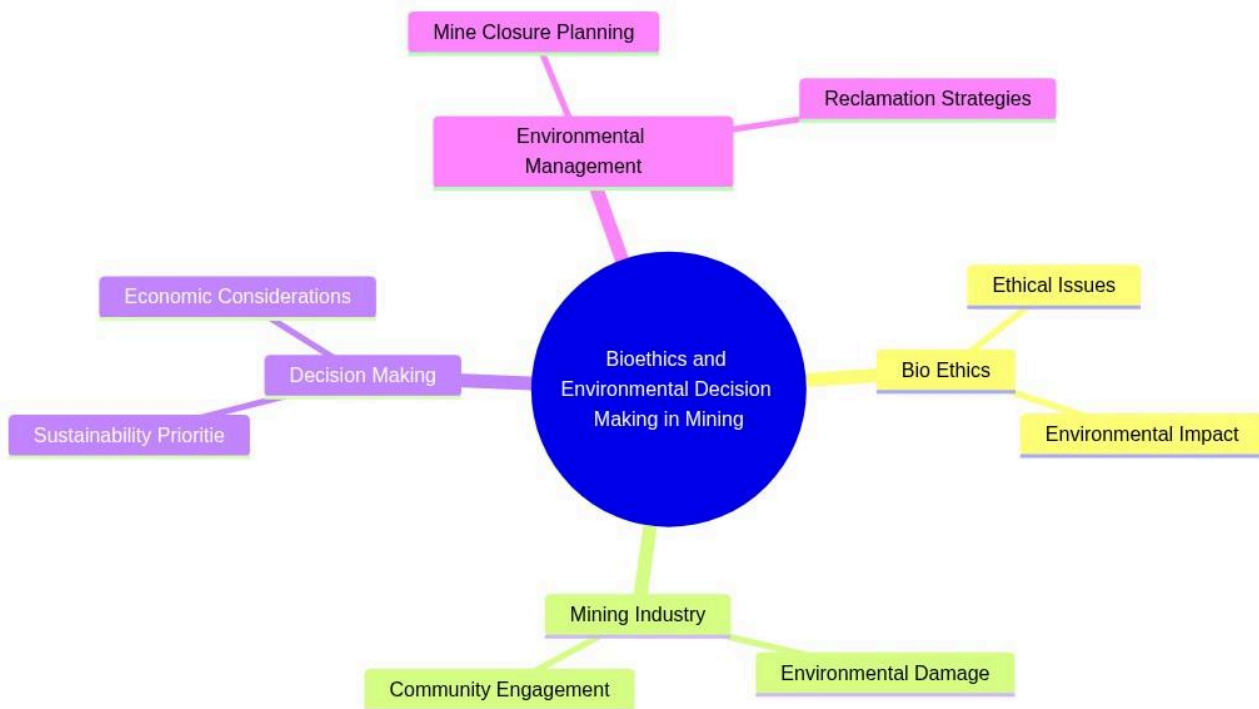 Mine Closure Planning
Reclamation Strategies
Environmental
Management
Economic Considerations
Decision Making
Sustainability Prioritie
Bioethics and
Environmental Decision
Making in Mining
Ethical Issues
Bio Ethics
Environmental Impact
Mining Industry
Community Engagement
Environmental Damage